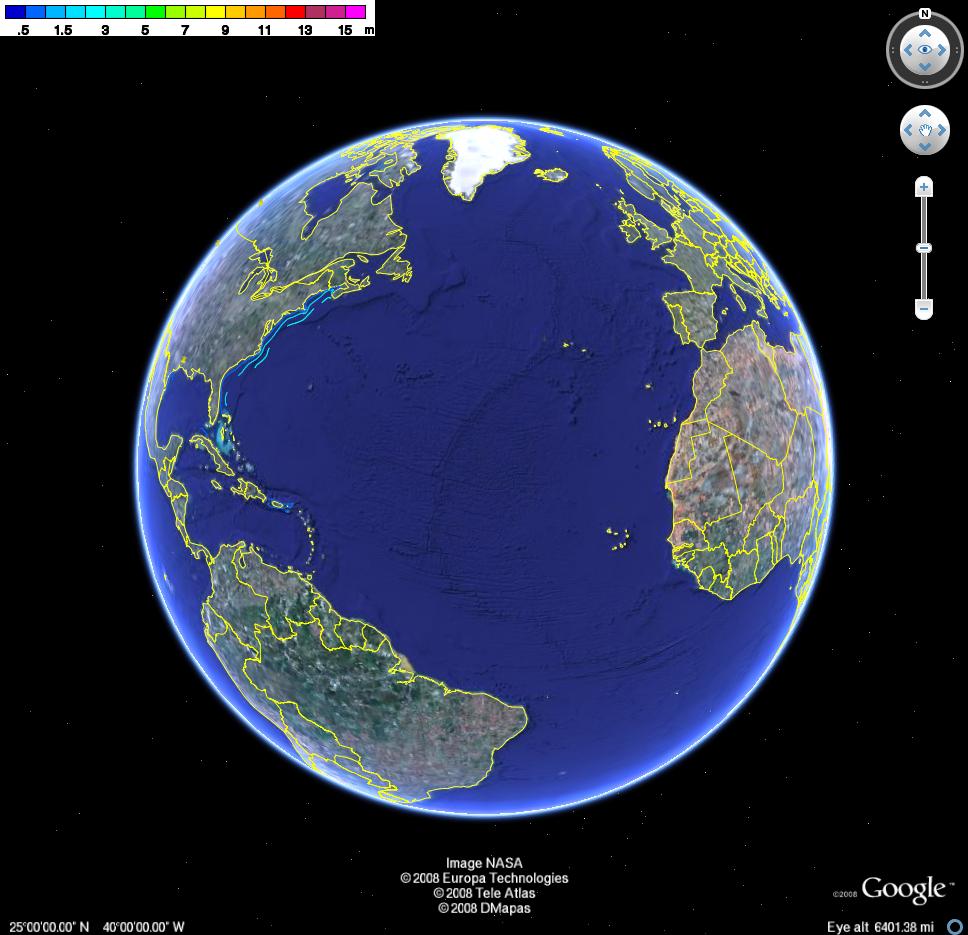 .5 1.5 3 5 7 9 11 13 15 m
N
Image NASA
© 2008 Europa Technologies
© 2008 Tele Atlas
© 2008 DMapas
©2008 Google™
25°00'00.00" N 40°00'00.00" W
Eye alt 6401.38 mi